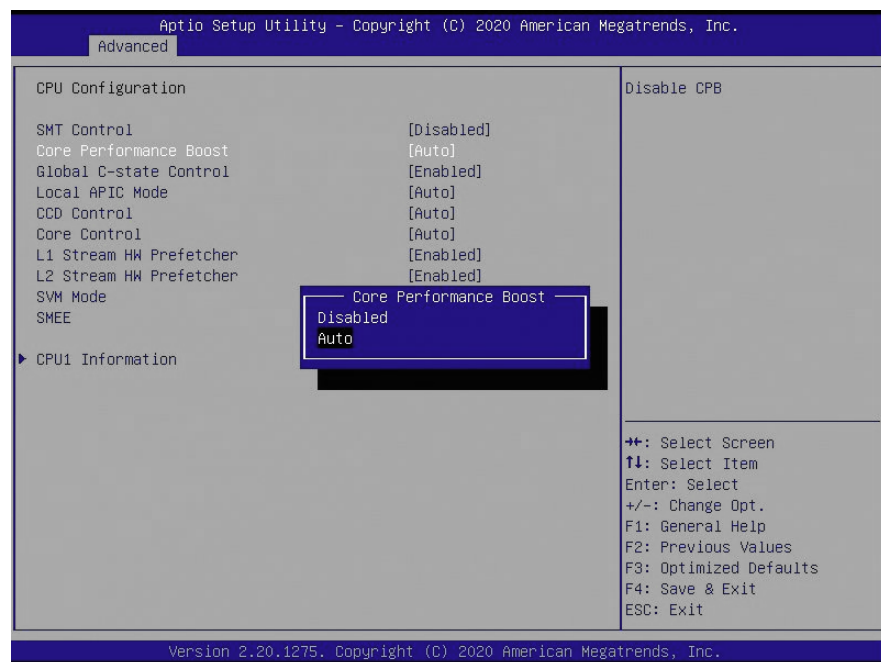 Aptio Setup Utility – Copyright (C) 2020 American Megatrends, Inc.
Advanced
CPU Configuration
SMT Control [Disabled]
Core Performance Boost [Auto]
Global C-state Control [Enabled]
Local APIC Mode [Auto]
CCD Control [Auto]
Core Control [Auto]
L1 Stream HW Prefetcher [Enabled]
L2 Stream HW Prefetcher [Enabled]
SVM Mode
SMEE
CPU1 Information
Core Performance Boost
Disabled
Auto
Disable CPB
→←: Select Screen
↑↓: Select Item
Enter: Select
+/-: Change Opt.
F1: General Help
F2: Previous Values
F3: Optimized Defaults
F4: Save & Exit
ESC: Exit
Version 2.20.1275. Copyright (C) 2020 American Megatrends, Inc.